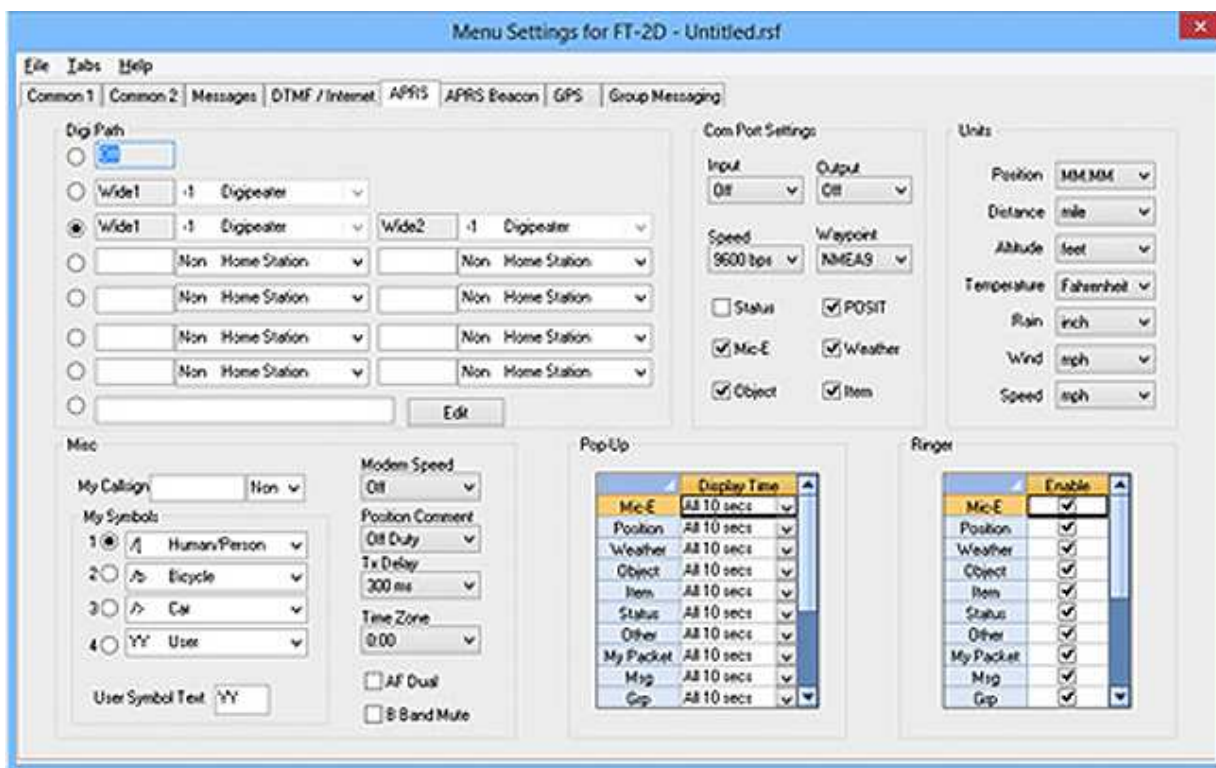 Menu Settings for FT-2D - Untitled.rsf
File Tabs Help
Common 1 Common 2 Messages DTMF / Internet APRS APRS Beacon GPS Group Messaging
Digi Path
Off
Wide1 -1 Digipeater
Wide1 -1 Digipeater Wide2 -1 Digipeater
Non Home Station Non Home Station
Non Home Station Non Home Station
Non Home Station Non Home Station
Non Home Station Non Home Station
Edit
Com Port Settings
Input Output
Off Off
Speed Waypoint
9600 bps NMEA9
Status POSIT
Mic-E Weather
Object Item
Units
Position MM.MM
Distance mile
Altitude feet
Temperature Fahrenheit
Rain inch
Wind mph
Speed mph
Misc
My Callsign Non
My Symbols
1 /[ Human/Person
2 /b Bicycle
3 /> Car
4 YY User
User Symbol Text YY
Modem Speed
Off
Position Comment
Off Duty
Tx Delay
300 ms
Time Zone
0:00
AF Dual
B Band Mute
Pop-Up
Display Time
Mic-E All 10 secs
Position All 10 secs
Weather All 10 secs
Object All 10 secs
Item All 10 secs
Status All 10 secs
Other All 10 secs
My Packet All 10 secs
Msg All 10 secs
Grp All 10 secs
Ringer
Enable
Mic-E
Position
Weather
Object
Item
Status
Other
My Packet
Msg
Grp